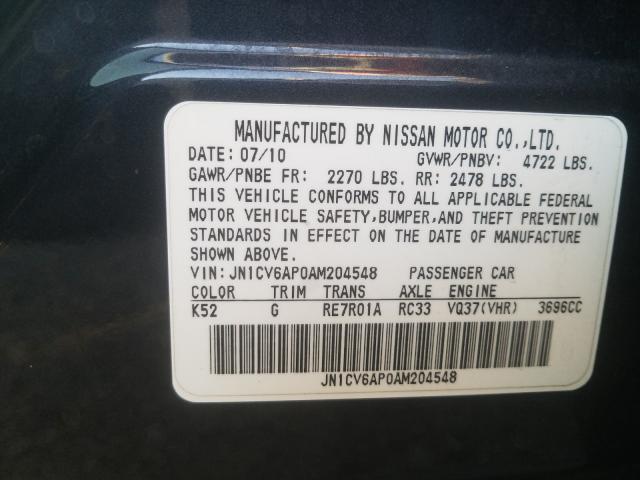 MANUFACTURED BY NISSAN MOTOR CO.,LTD.
DATE: 07/10 GVWR/PNBV: 4722 LBS.
GAWR/PNBE FR: 2270 LBS. RR: 2478 LBS.
THIS VEHICLE CONFORMS TO ALL APPLICABLE FEDERAL
MOTOR VEHICLE SAFETY,BUMPER,AND THEFT PREVENTION
STANDARDS IN EFFECT ON THE DATE OF MANUFACTURE
SHOWN ABOVE.
VIN: JN1CV6AP0AM204548 PASSENGER CAR
COLOR TRIM TRANS AXLE ENGINE
K52 G RE7R01A RC33 VQ37(VHR) 3696CC
JN1CV6AP0AM204548